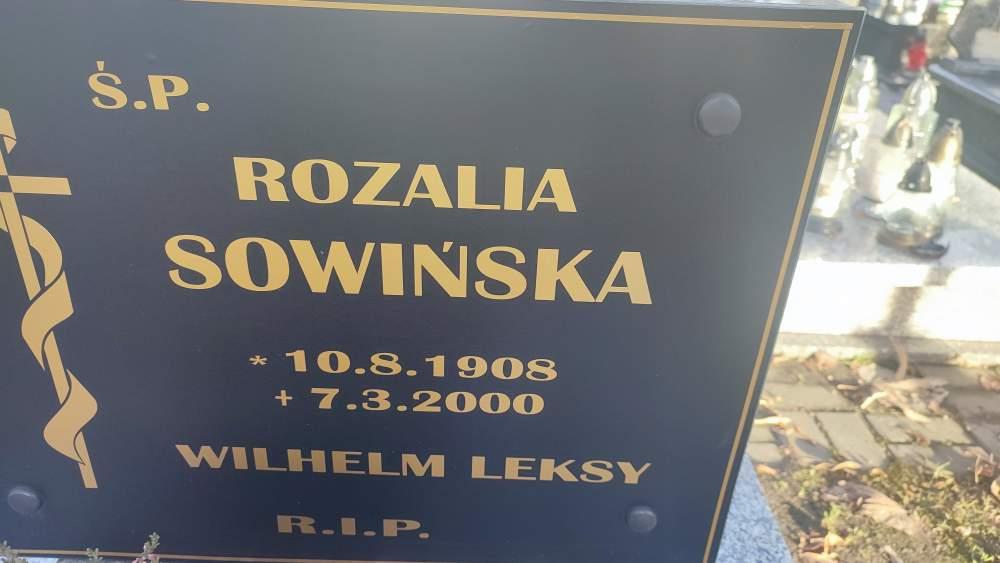 Ś.P.
ROZALIA
SOWIŃSKA
* 10.8.1908
+ 7.3.2000
WILHELM LEKSY
R.I.P.